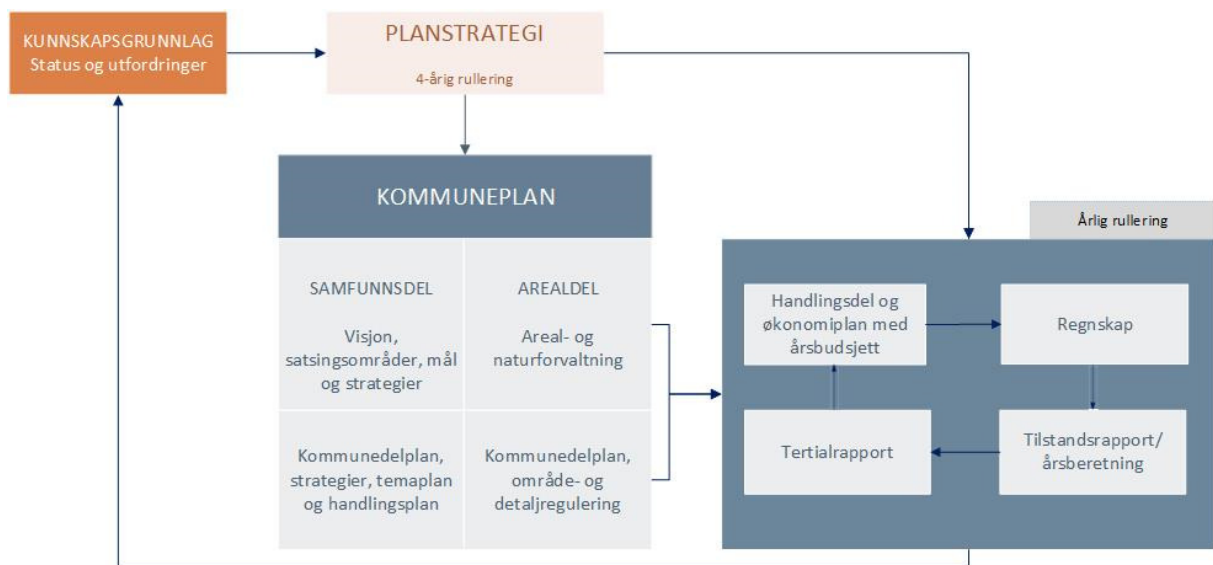 KUNNSKAPSGRUNNLAG
Status og utfordringer
PLANSTRATEGI
4-årig rullering
KOMMUNEPLAN
SAMFUNNSDEL
Visjon,
satsingsområder, mål
og strategier
AREALDEL
Areal- og
naturforvaltning
Kommunedelplan,
strategier, temaplan
og handlingsplan
Kommunedelplan,
område- og
detaljregulering
Årlig rullering
Handlingsdel og
økonomiplan med
årsbudsjett
Regnskap
Tertialrapport
Tilstandsrapport/
årsberetning